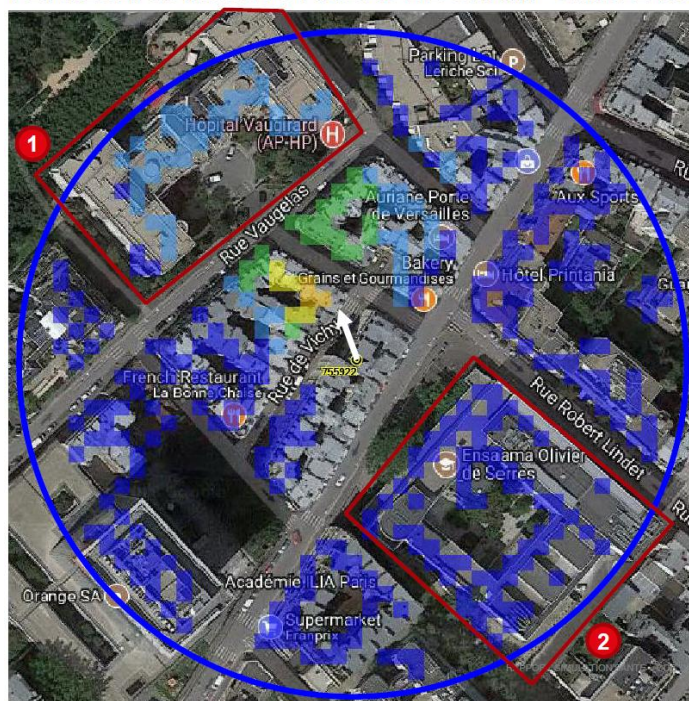 Parking Lot
Leriche Sci
P
1
Hôpital Vaugirard
(AP-HP)
H
Aux Sports
Rue Vaugelas
Auriane Porte
de Versailles
Bakery
Grains et Gourmandises
Hôtel Printania
Rue de Vichy
755922
French Restaurant
La Bonne Chaise
Rue Robert Lindet
Ensaama Olivier
de Serres
Orange SA
Académie LIA Paris
Supermarket
Franprix
2